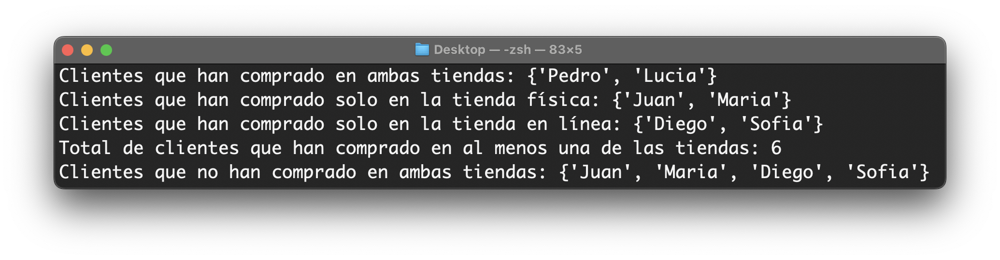 Desktop — -zsh — 83×5
Clientes que han comprado en ambas tiendas: {'Pedro', 'Lucia'}
Clientes que han comprado solo en la tienda física: {'Juan', 'Maria'}
Clientes que han comprado solo en la tienda en línea: {'Diego', 'Sofia'}
Total de clientes que han comprado en al menos una de las tiendas: 6
Clientes que no han comprado en ambas tiendas: {'Juan', 'Maria', 'Diego', 'Sofia'}